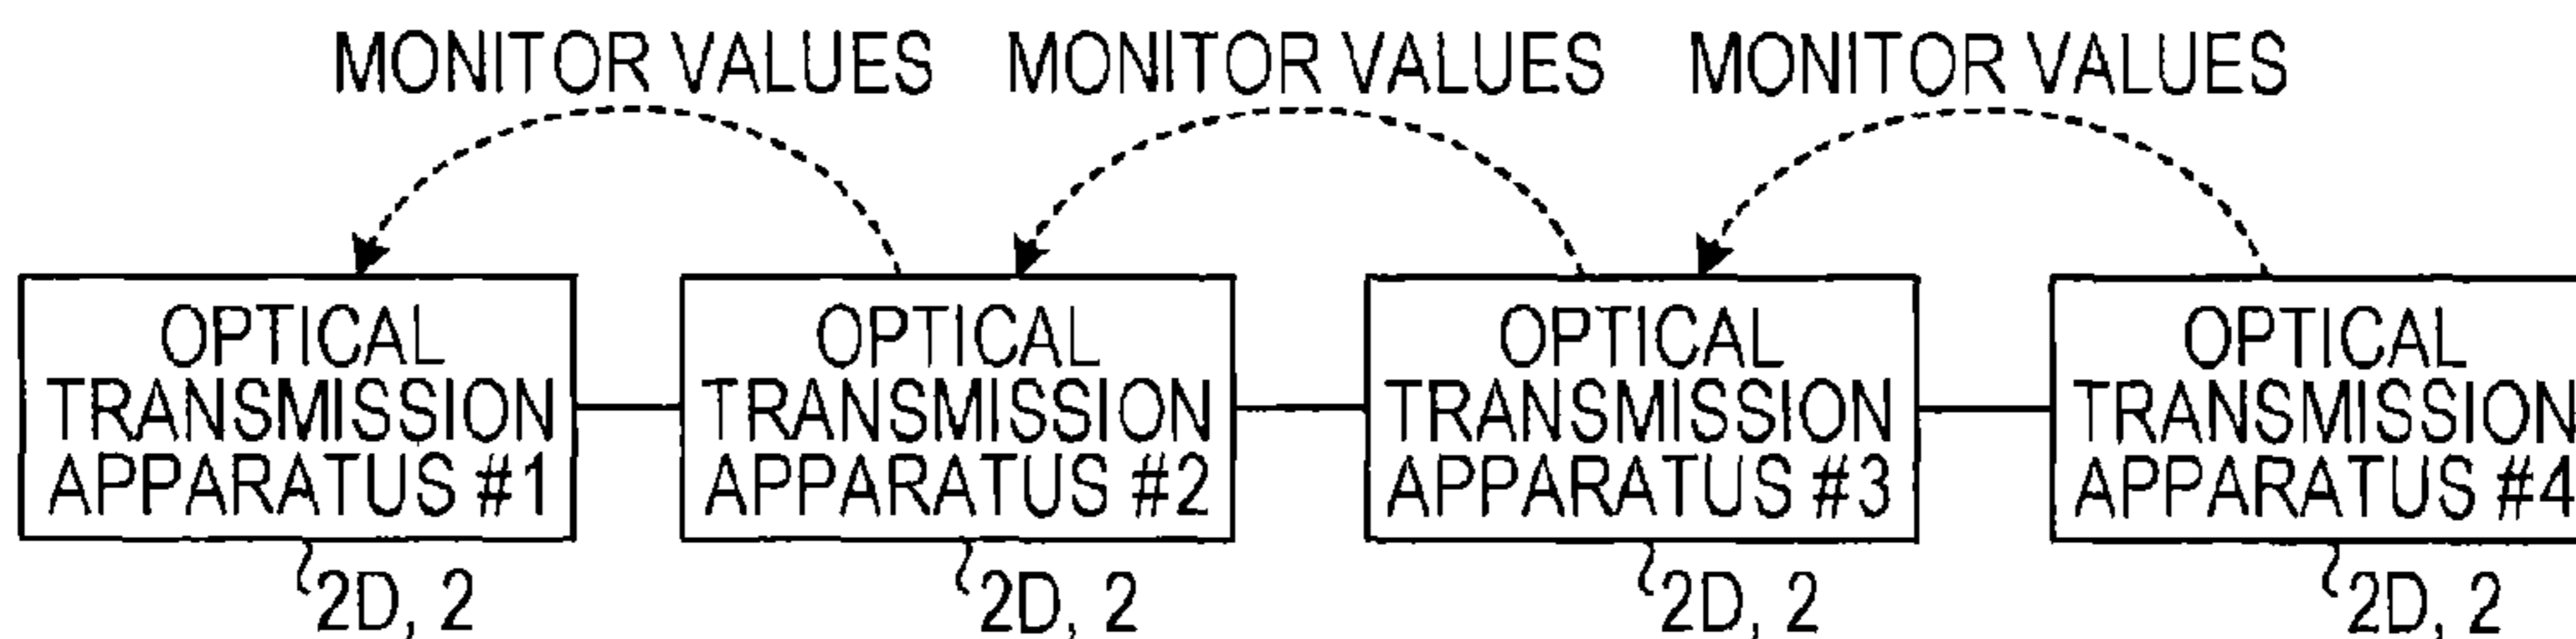 MONITOR VALUES MONITOR VALUES MONITOR VALUES
OPTICAL TRANSMISSION APPARATUS #1
OPTICAL TRANSMISSION APPARATUS #2
OPTICAL TRANSMISSION APPARATUS #3
OPTICAL TRANSMISSION APPARATUS #4
2D, 2 2D, 2 2D, 2 2D, 2